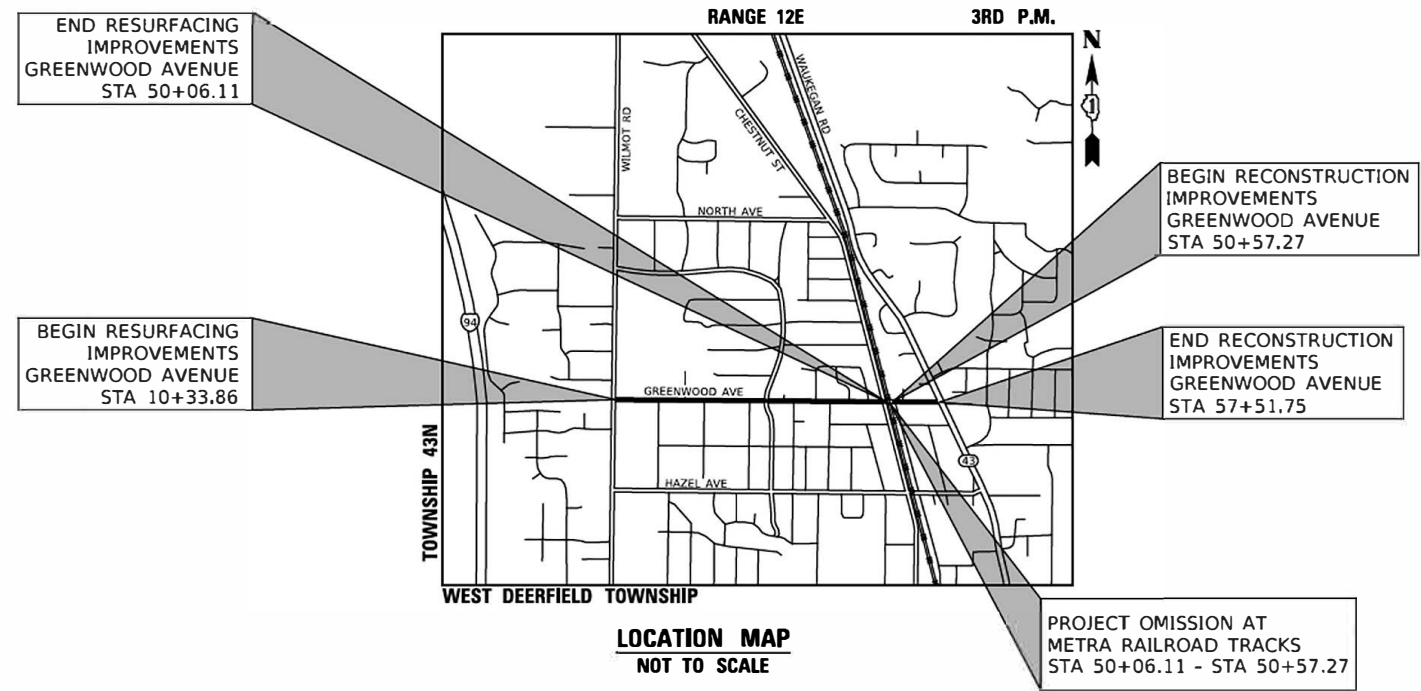 RANGE 12E 3RD P.M.
END RESURFACING
IMPROVEMENTS
GREENWOOD AVENUE
STA 50+06.11
N
1
WAUKEGAN RD
CHESTNUT ST
WILMOT RD
NORTH AVE
BEGIN RECONSTRUCTION
IMPROVEMENTS
GREENWOOD AVENUE
STA 50+57.27
94
BEGIN RESURFACING
IMPROVEMENTS
GREENWOOD AVENUE
STA 10+33.86
END RECONSTRUCTION
IMPROVEMENTS
GREENWOOD AVENUE
STA 57+51.75
GREENWOOD AVE
43
HAZEL AVE
TOWNSHIP 43N
WEST DEERFIELD TOWNSHIP
PROJECT OMISSION AT
METRA RAILROAD TRACKS
STA 50+06.11 - STA 50+57.27
LOCATION MAP
NOT TO SCALE